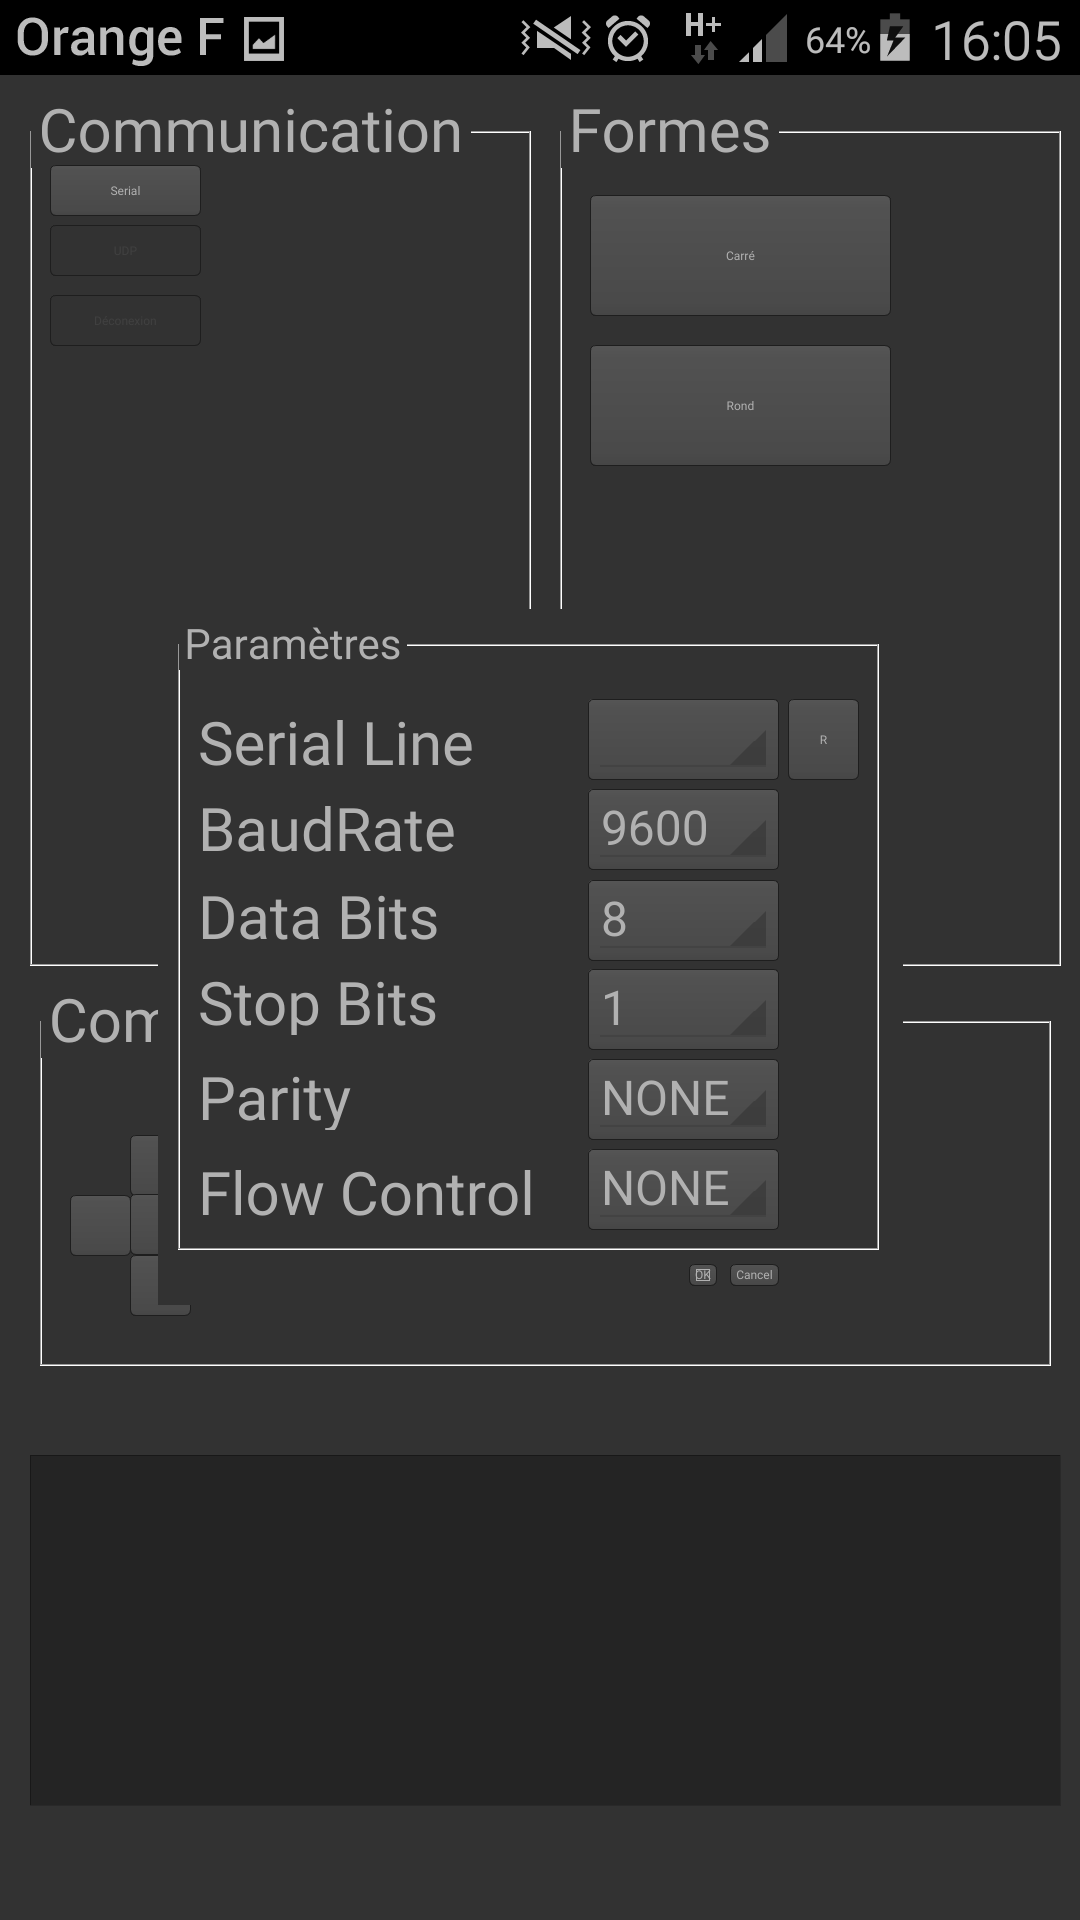 Orange F H+ 64% 16:05
Communication
Formes
Serial
UDP
Déconexion
Carré
Rond
Paramètres
Serial Line
R
BaudRate
9600
Data Bits
8
Stop Bits
1
Parity
NONE
Flow Control
NONE
Com
OK
Cancel